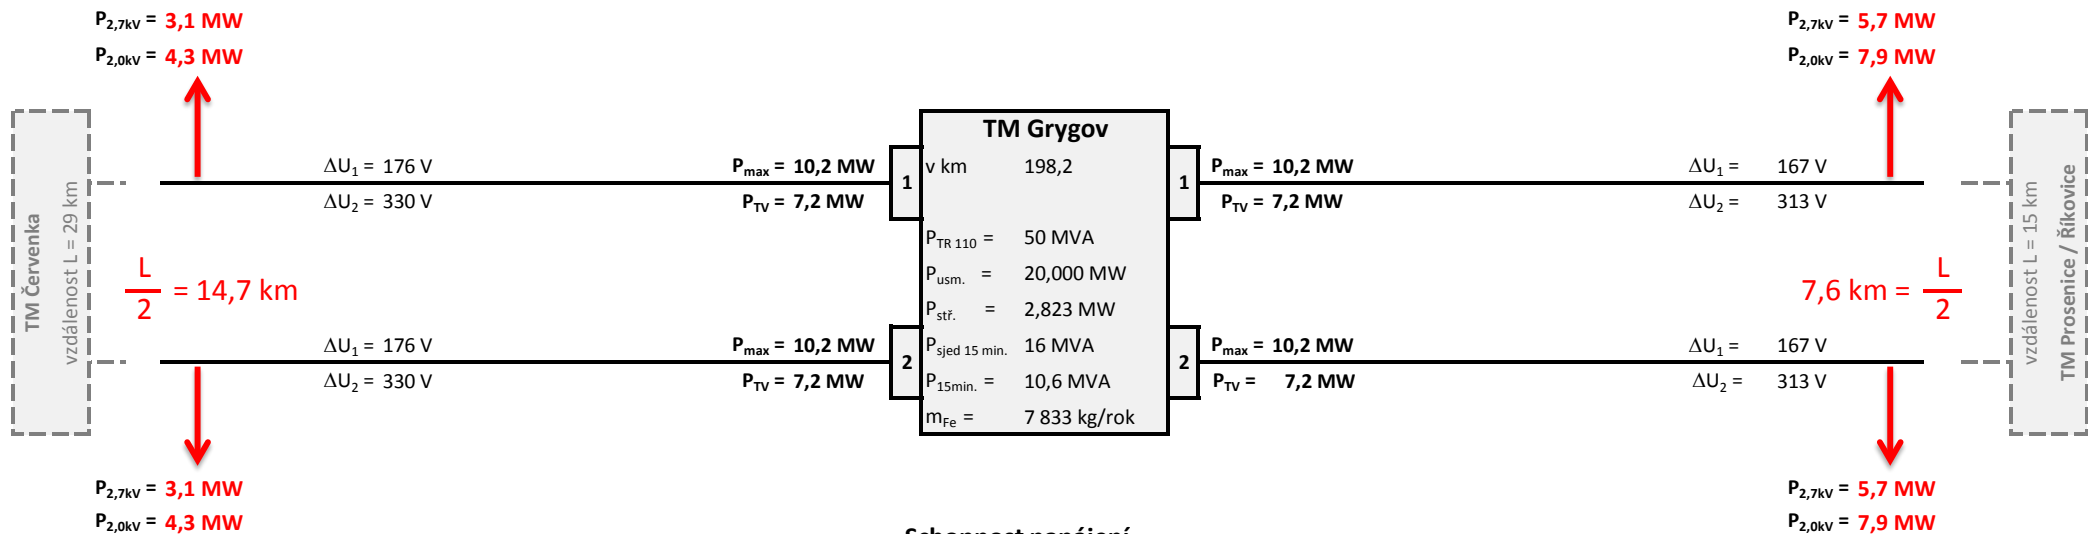 P2,7kV = 3,1 MW
P2,0kV = 4,3 MW
P2,7kV = 5,7 MW
P2,0kV = 7,9 MW
TM Červenka
vzdálenost L = 29 km
ΔU1 = 176 V
ΔU2 = 330 V
Pmax = 10,2 MW
PTV = 7,2 MW
1
TM Grygov
v km 198,2
PTR 110 = 50 MVA
Pusm. = 20,000 MW
Pstř. = 2,823 MW
Psjed 15 min. 16 MVA
P15min. = 10,6 MVA
mFe = 7 833 kg/rok
1
Pmax = 10,2 MW
PTV = 7,2 MW
ΔU1 = 167 V
ΔU2 = 313 V
vzdálenost L = 15 km
TM Prosenice / Říkovice
L
2
= 14,7 km
7,6 km =
L
2
ΔU1 = 176 V
ΔU2 = 330 V
Pmax = 10,2 MW
PTV = 7,2 MW
2
2
Pmax = 10,2 MW
PTV = 7,2 MW
ΔU1 = 167 V
ΔU2 = 313 V
P2,7kV = 3,1 MW
P2,0kV = 4,3 MW
P2,7kV = 5,7 MW
P2,0kV = 7,9 MW